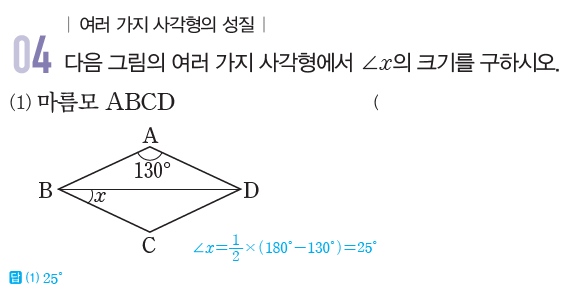 | 여러 가지 사각형의 성질 |
04 다음 그림의 여러 가지 사각형에서 ∠x의 크기를 구하시오.
(1) 마름모 ABCD (
A
130°
B x D
C
∠x=1/2×(180°−130°)=25°
답 (1) 25°